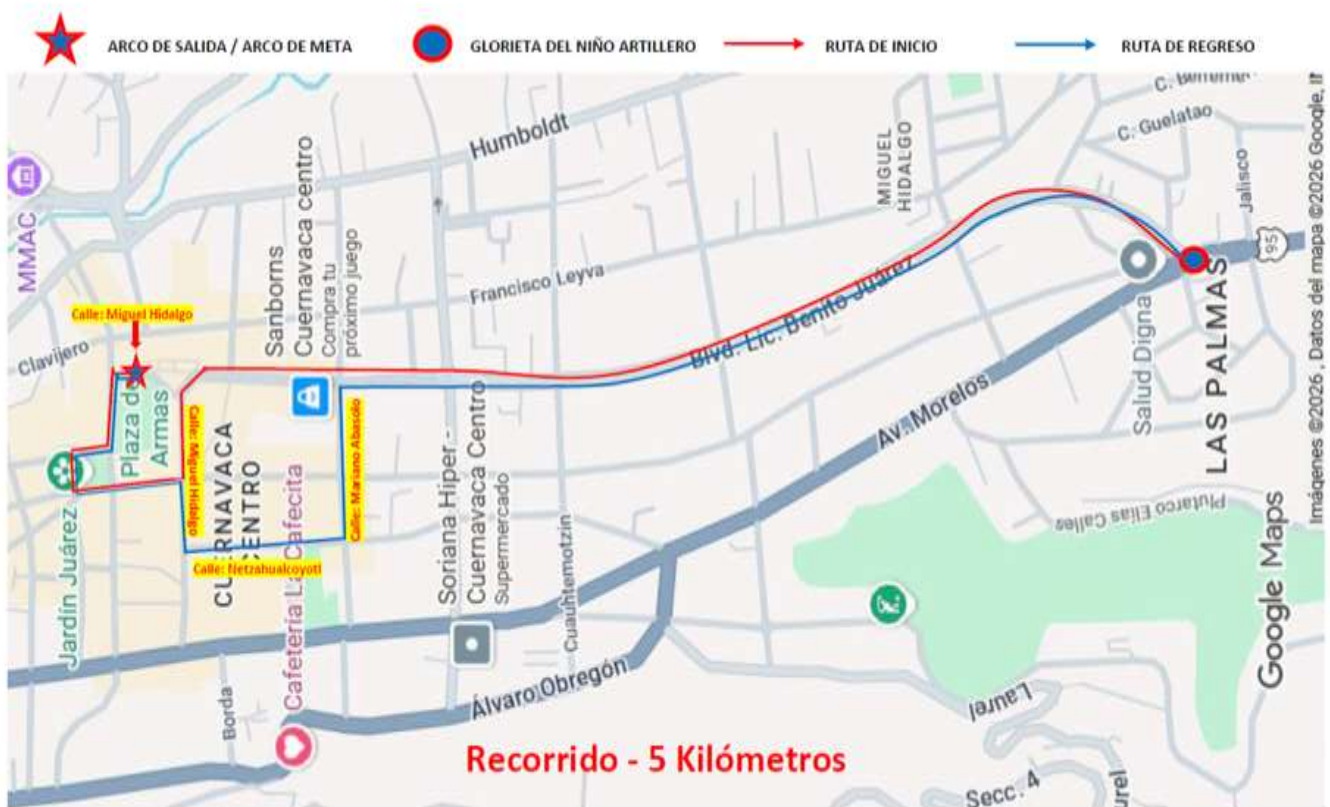 ARCO DE SALIDA / ARCO DE META
GLORIETA DEL NIÑO ARTILLERO
RUTA DE INICIO
RUTA DE REGRESO
Humboldt
C. Guelatao
MIGUEL
HIDALGO
Jalisco
MMAC
Sanborns
Cuernavaca centro
Compra tu
próximo juego
Francisco Leyva
95
Calle: Miguel Hidalgo
Clavijero
Blvd. Lic. Benito Juárez
Salud Digna
LAS PALMAS
Plaza de
Armas
Calle: Miguel Hidalgo
Calle: Mariano Abasolo
Av. Morelos
CUERNAVACA
CENTRO
Jardín Juárez
Soriana Hiper -
Cuernavaca Centro
Supermercado
Plutarco Elías Calles
Calle: Netzahualcoyotl
Cafetería La Cafecita
Cuauhtemotzin
Google Maps
Imágenes ©2026 , Datos del mapa ©2026 Google,
Borda
Álvaro Obregón
Laurel
Recorrido - 5 Kilómetros
Secc. 4